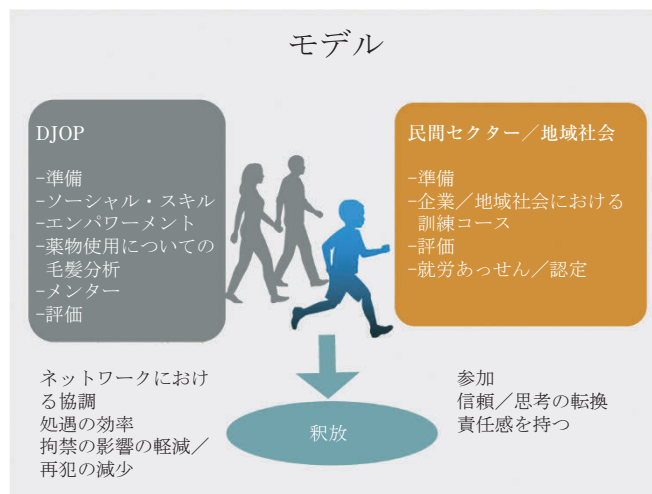 モデル
DJOP
-準備
-ソーシャル・スキル
-エンパワーメント
-薬物使用についての
毛髪分析
-メンター
-評価
民間セクター／地域社会
-準備
-企業／地域社会における
訓練コース
-評価
-就労あっせん／認定
ネットワークにおけ
る協調
処遇の効率
拘禁の影響の軽減／
再犯の減少
釈放
参加
信頼／思考の転換
責任感を持つ